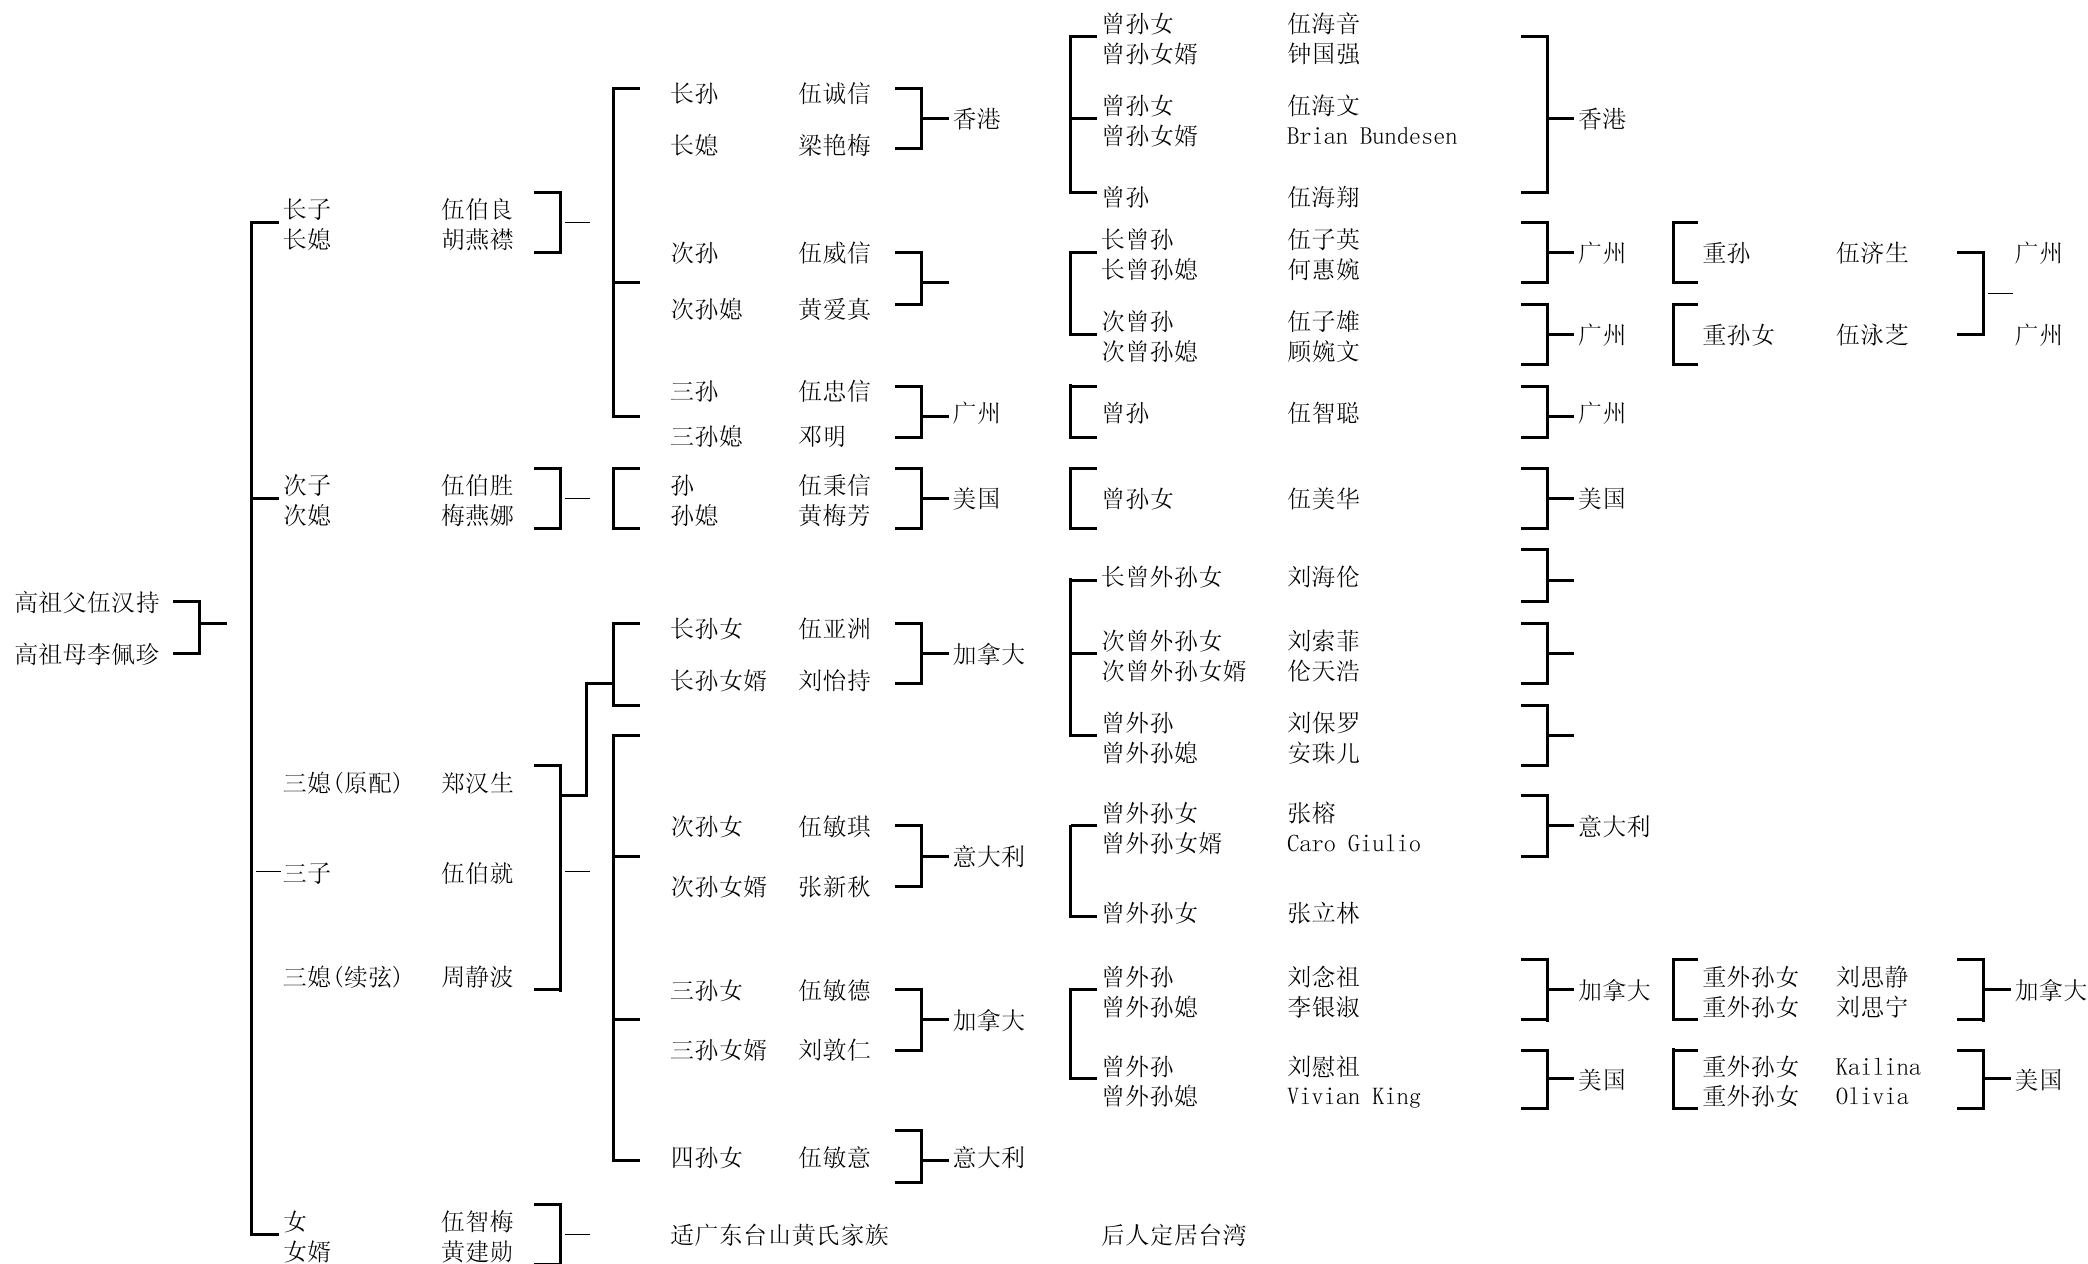 高祖父伍汉持
高祖母李佩珍
长子 伍伯良
长媳 胡燕襟
长孙 伍诚信
长媳 梁艳梅
香港
曾孙女 伍海音
曾孙女婿 钟国强
曾孙女 伍海文
曾孙女婿 Brian Bundesen
曾孙 伍海翔
香港
次孙 伍威信
次孙媳 黄爱真
长曾孙 伍子英
长曾孙媳 何惠婉
广州
重孙 伍济生
广州
次曾孙 伍子雄
次曾孙媳 顾婉文
广州
重孙女 伍泳芝
广州
三孙 伍忠信
三孙媳 邓明
广州
曾孙 伍智聪
广州
次子 伍伯胜
次媳 梅燕娜
孙 伍秉信
孙媳 黄梅芳
美国
曾孙女 伍美华
美国
三媳(原配) 郑汉生
三子 伍伯就
三媳(续弦) 周静波
长孙女 伍亚洲
长孙女婿 刘怡持
加拿大
长曾外孙女 刘海伦
次曾外孙女 刘索菲
次曾外孙女婿 伦天浩
曾外孙 刘保罗
曾外孙媳 安珠儿
次孙女 伍敏琪
次孙女婿 张新秋
意大利
曾外孙女 张榕
曾外孙女婿 Caro Giulio
意大利
曾外孙女 张立林
三孙女 伍敏德
三孙女婿 刘敦仁
加拿大
曾外孙 刘念祖
曾外孙媳 李银淑
加拿大
重外孙女 刘思静
重外孙女 刘思宁
加拿大
曾外孙 刘慰祖
曾外孙媳 Vivian King
美国
重外孙女 Kailina
重外孙女 Olivia
美国
四孙女 伍敏意
意大利
女 伍智梅
女婿 黄建勋
适广东台山黄氏家族
后人定居台湾